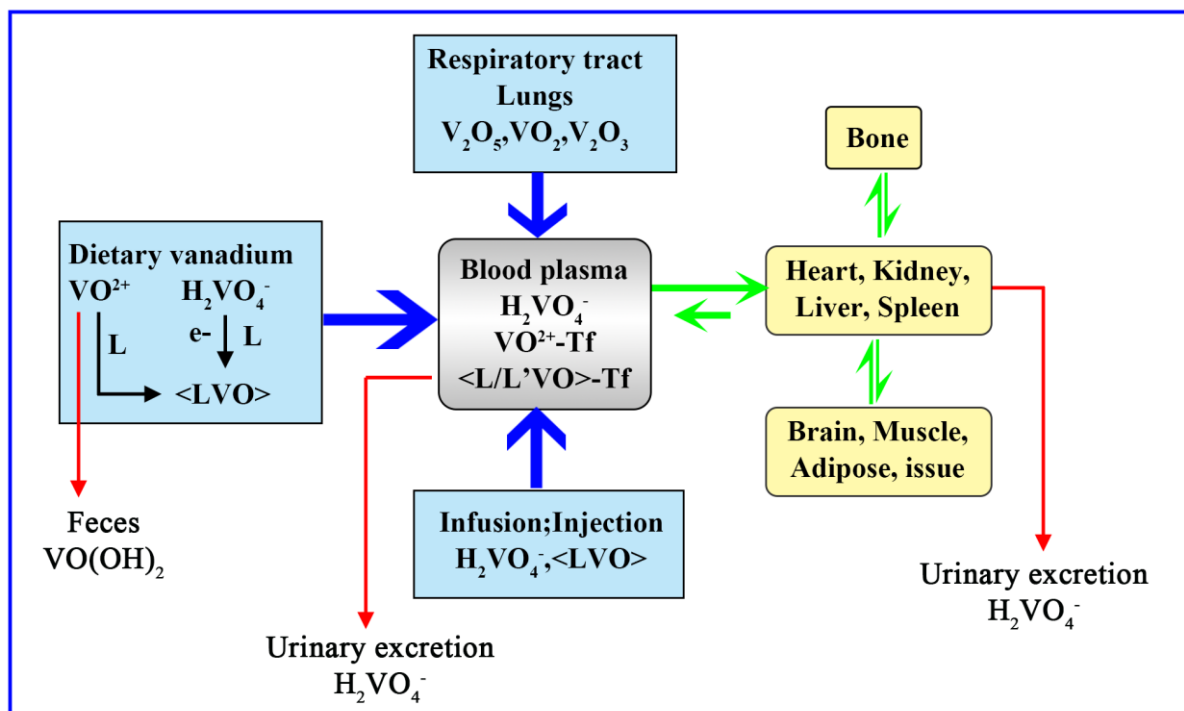 Respiratory tract
Lungs
V₂O₅,VO₂,V₂O₃
Bone
Dietary vanadium
VO²⁺ H₂VO₄⁻
L e- L
<LVO>
Blood plasma
H₂VO₄⁻
VO²⁺-Tf
<L/L’VO>-Tf
Heart, Kidney,
Liver, Spleen
Brain, Muscle,
Adipose, issue
Infusion;Injection
H₂VO₄⁻,<LVO>
Feces
VO(OH)₂
Urinary excretion
H₂VO₄⁻
Urinary excretion
H₂VO₄⁻